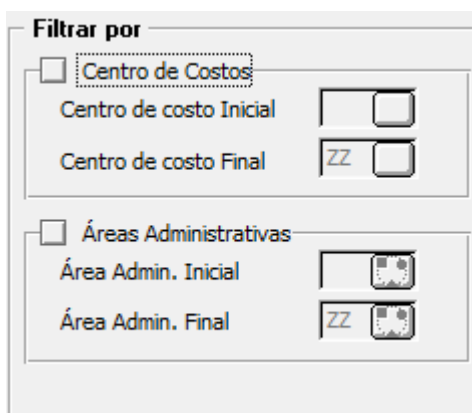 Filtrar por
Centro de Costos
Centro de costo Inicial
Centro de costo Final ZZ
Áreas Administrativas
Área Admin. Inicial
Área Admin. Final ZZ